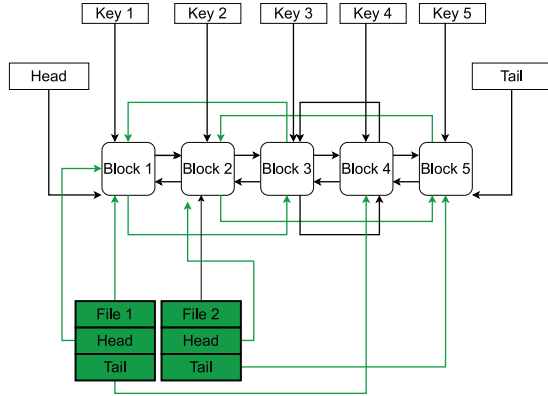 Key 1 Key 2 Key 3 Key 4 Key 5
Head Tail
Block 1 Block 2 Block 3 Block 4 Block 5
File 1 File 2
Head Head
Tail Tail